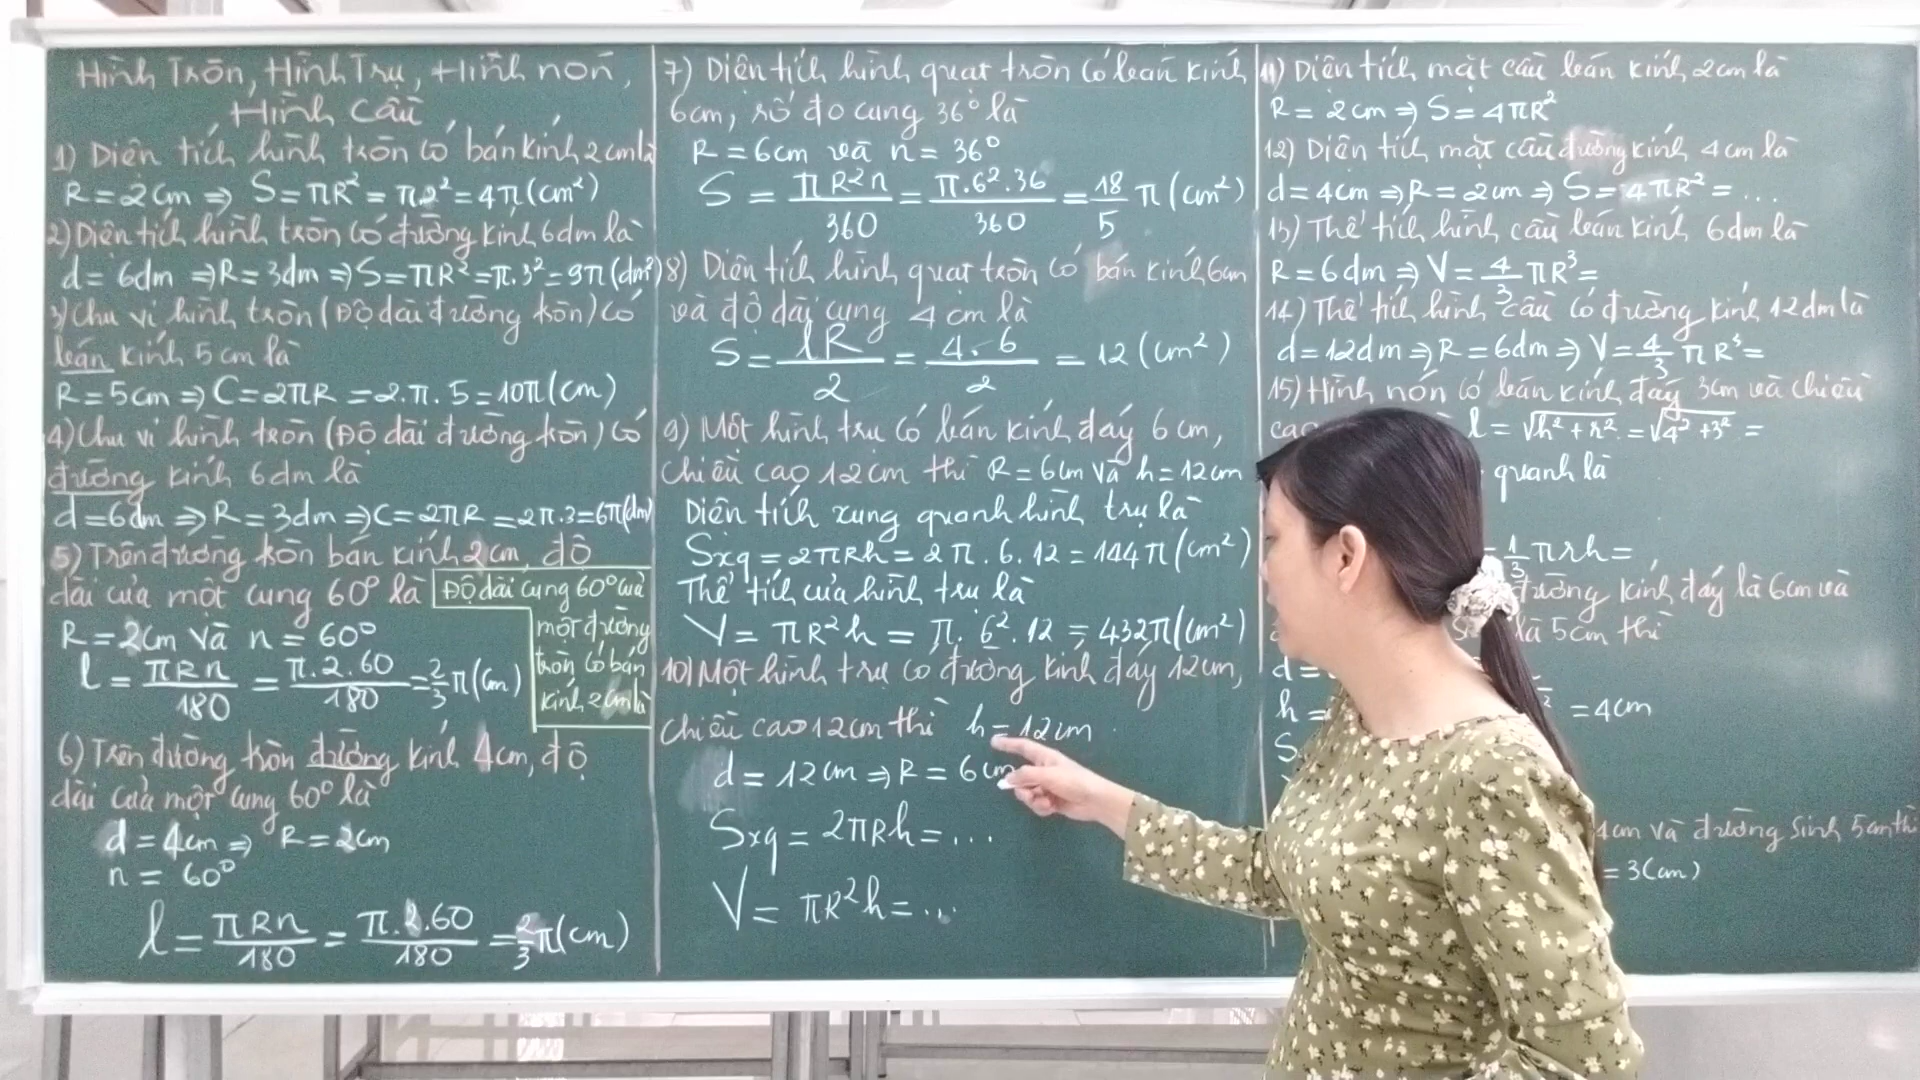 Hình Tròn, Hình Trụ, Hình nón,
Hình cầu
1) Diện tích hình tròn có bán kính 2cm là
R = 2cm ⇒ S = πR² = π.2² = 4π (cm²)
2) Diện tích hình tròn có đường kính 6dm là
d = 6dm ⇒ R = 3dm ⇒ S = πR² = π.3² = 9π (dm²)
3) Chu vi hình tròn (Độ dài đường tròn) có
bán kính 5cm là
R = 5cm ⇒ C = 2πR = 2.π.5 = 10π (cm)
4) Chu vi hình tròn (Độ dài đường tròn) có
đường kính 6dm là
d = 6dm ⇒ R = 3dm ⇒ C = 2πR = 2π.3 = 6π (dm)
5) Trên đường tròn bán kính 2cm, độ
dài của một cung 60° là
Độ dài cung 60° của
một đường
tròn có bán
kính 2cm là
R = 2cm và n = 60°
l = πRn/180 = π.2.60/180 = 2/3 π (cm)
6) Trên đường tròn đường kính 4cm, độ
dài của một cung 60° là
d = 4cm ⇒ R = 2cm
n = 60°
l = πRn/180 = π.2.60/180 = 2/3 π (cm)
7) Diện tích hình quạt tròn có bán kính
6cm, số đo cung 36° là
R = 6cm và n = 36°
S = πR²n/360 = π.6².36/360 = 18/5 π (cm²)
8) Diện tích hình quạt tròn có bán kính 6cm
và độ dài cung 4cm là
S = lR/2 = 4.6/2 = 12 (cm²)
9) Một hình trụ có bán kính đáy 6cm,
chiều cao 12cm thì R = 6cm và h = 12cm
Diện tích xung quanh hình trụ là
Sxq = 2πRh = 2π.6.12 = 144π (cm²)
Thể tích của hình trụ là
V = πR²h = π.6².12 = 432π (cm²)
10) Một hình trụ có đường kính đáy 12cm,
chiều cao 12cm thì h = 12cm
d = 12cm ⇒ R = 6cm
Sxq = 2πRh = ...
V = πR²h = ...
11) Diện tích mặt cầu bán kính 2cm là
R = 2cm ⇒ S = 4πR²
12) Diện tích mặt cầu đường kính 4cm là
d = 4cm ⇒ R = 2cm ⇒ S = 4πR² = ...
13) Thể tích hình cầu bán kính 6dm là
R = 6dm ⇒ V = 4/3 πR³ =
14) Thể tích hình cầu có đường kính 12dm là
d = 12dm ⇒ R = 6dm ⇒ V = 4/3 πR³ =
15) Hình nón có bán kính đáy 3cm và chiều
cao l = √h² + r² = √4² + 3² =
quanh là
= 1/3 πrh =
đường kính đáy là 6cm và
là 5cm thì
d =
h = = 4cm
S
4cm và đường sinh 5cm thì
= 3(cm)